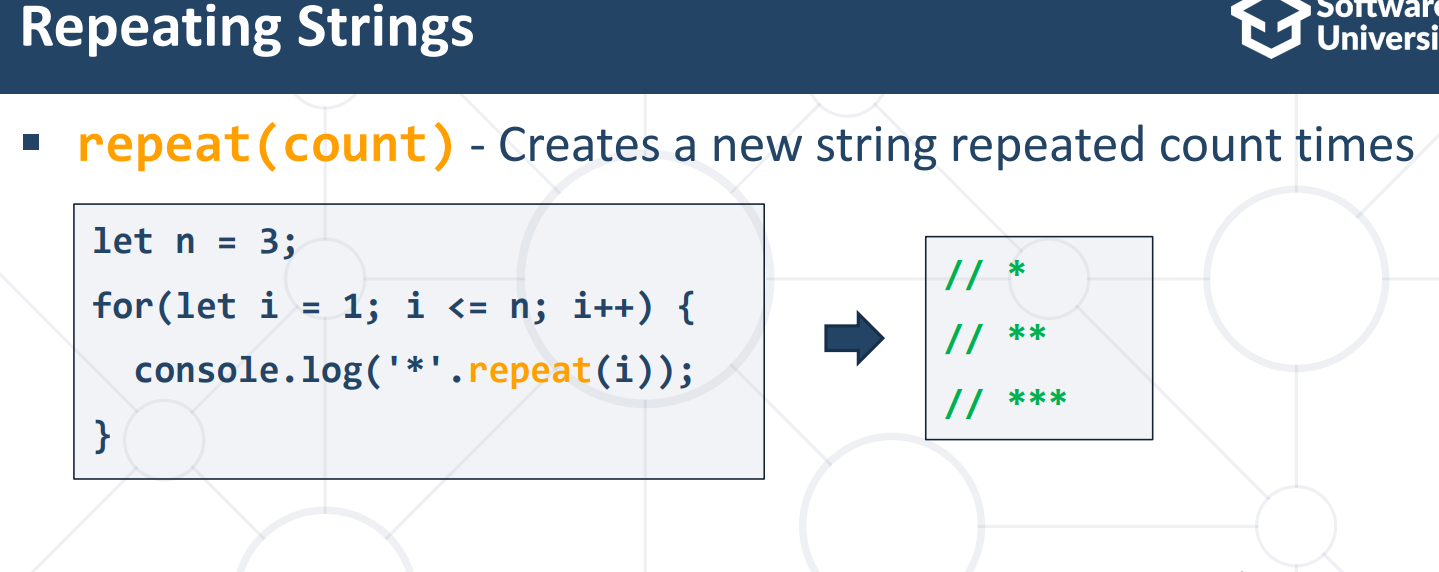 Repeating Strings
Software
Universi
▪ repeat(count) - Creates a new string repeated count times
let n = 3;
for(let i = 1; i <= n; i++) {
  console.log('*'.repeat(i));
}
// *
// **
// ***